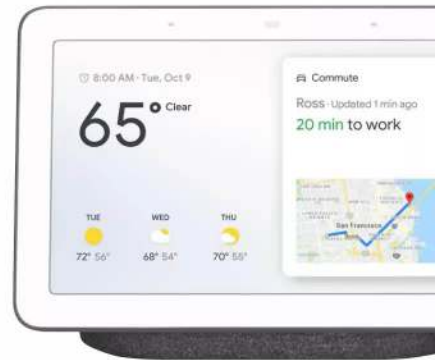 8:00 AM · Tue, Oct 9
65° Clear
TUE WED THU
72° 56° 68° 54° 70° 55°
Commute
Ross · Updated 1 min ago
20 min to work
San Francisco